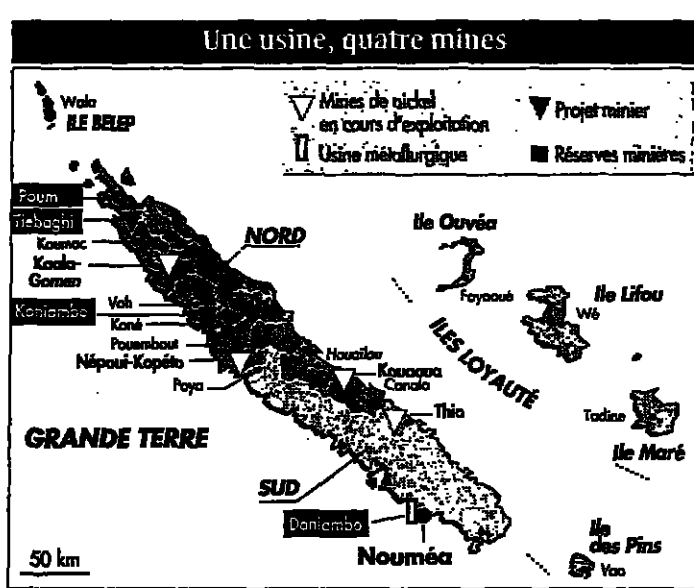 Une usine, quatre mines
Mines de nickel
en cours d'exploitation
Usine métallurgique
Projet minier
Réserves minières
Wala
ILE BELEP
Poum
Tiébaghi
Koumac
Kaala-
Gomen
NORD
Koniambo
Voh
Koné
Pouembout
Népoui-Kopéto
Poya
Houaïlou
Kouaoua
Canala
Thio
Ile Ouvéa
Fayaoué
Ile Lifou
Wé
ILES LOYAUTÉ
Tadine
Ile Maré
GRANDE TERRE
SUD
Doniambo
Nouméa
Ile
des Pins
Vao
50 km